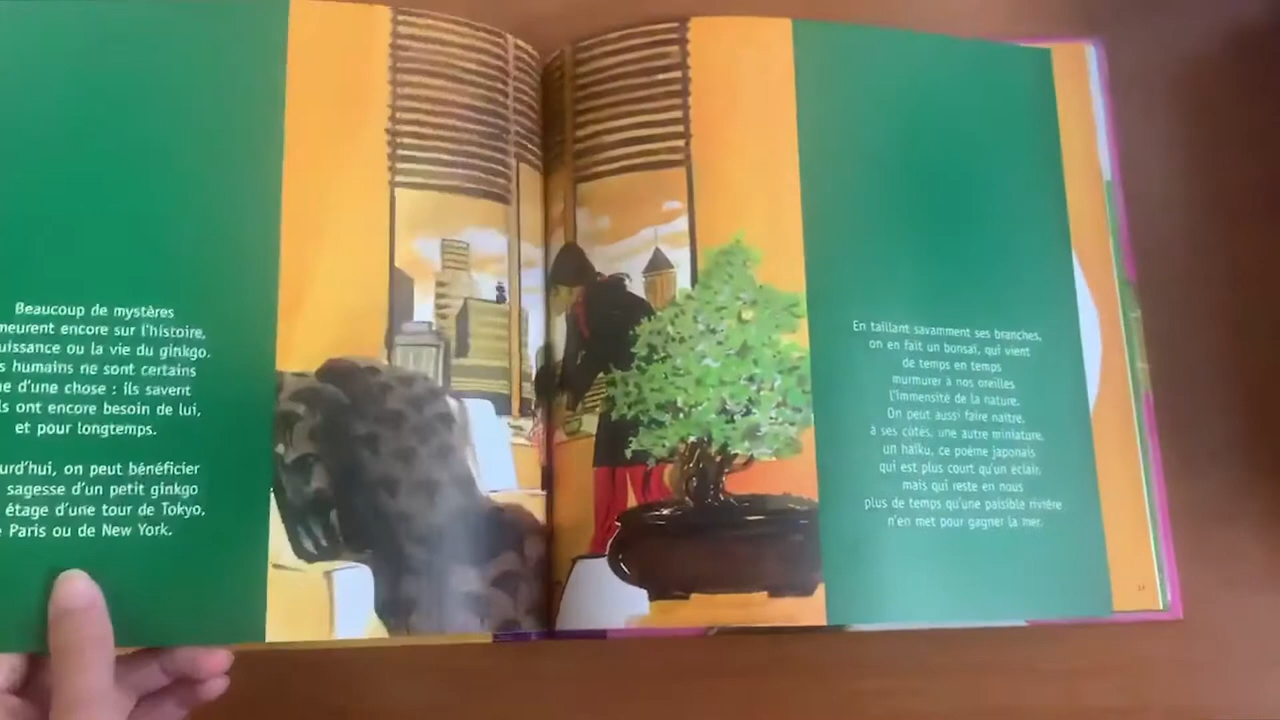 Beaucoup de mystères
meurent encore sur l'histoire,
uissance ou la vie du ginkgo.
s humains ne sont certains
e d'une chose : ils savent
ls ont encore besoin de lui,
et pour longtemps.
urd'hui, on peut bénéficier
sagesse d'un petit ginkgo
étage d'une tour de Tokyo,
Paris ou de New York.
En taillant savamment ses branches,
on en fait un bonsaï, qui vient
de temps en temps
murmurer à nos oreilles
l'immensité de la nature.
On peut aussi faire naître,
à ses côtés, une autre miniature,
un haïku, ce poème japonais
qui est plus court qu'un éclair,
mais qui reste en nous
plus de temps qu'une paisible rivière
n'en met pour gagner la mer.